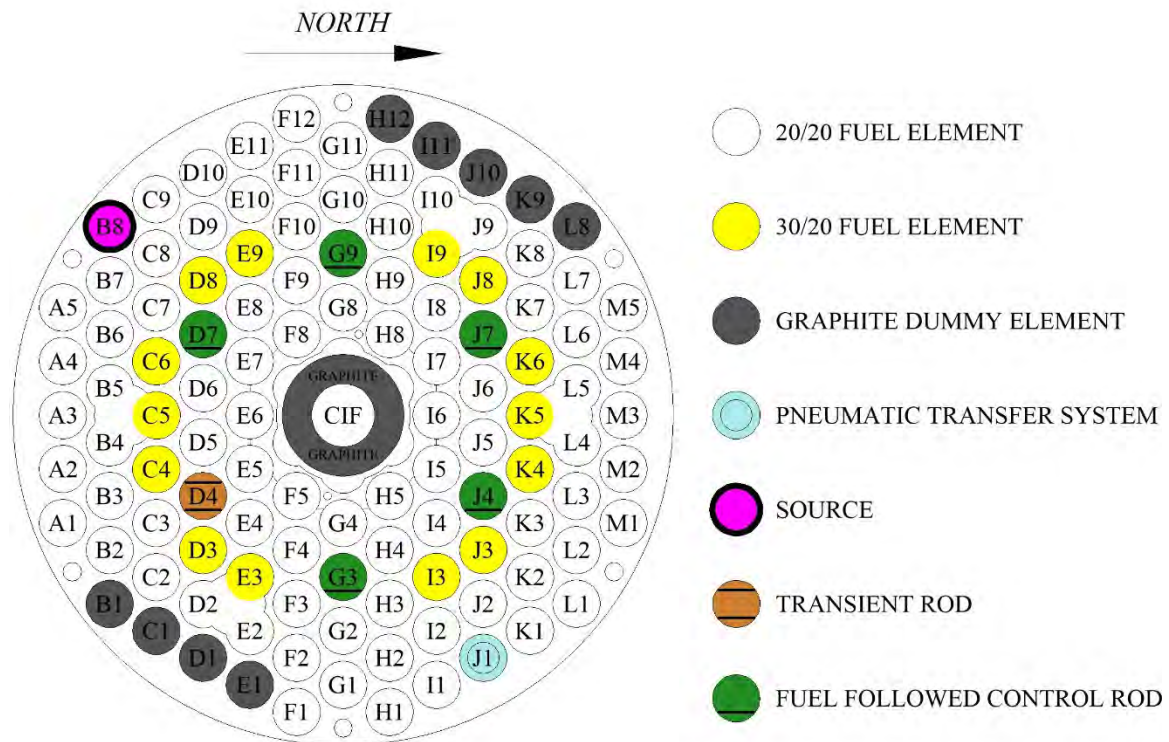 NORTH
F12 H12
E11 G11 I11
D10 F11 H11 J10
C9 E10 G10 I10 K9
B8 D9 F10 H10 J9 L8
C8 E9 G9 I9 K8
B7 D8 F9 H9 J8 L7
A5 C7 E8 G8 I8 K7 M5
B6 D7 F8 H8 J7 L6
A4 C6 E7 I7 K6 M4
GRAPHITE
B5 D6 J6 L5
A3 C5 E6 CIF I6 K5 M3
B4 D5 J5 L4
GRAPHITE
A2 C4 E5 I5 K4 M2
B3 D4 F5 H5 J4 L3
A1 C3 E4 G4 I4 K3 M1
B2 D3 F4 H4 J3 L2
C2 E3 G3 I3 K2
B1 D2 F3 H3 J2 L1
C1 E2 G2 I2 K1
D1 F2 H2 J1
E1 G1 I1
F1 H1
20/20 FUEL ELEMENT
30/20 FUEL ELEMENT
GRAPHITE DUMMY ELEMENT
PNEUMATIC TRANSFER SYSTEM
SOURCE
TRANSIENT ROD
FUEL FOLLOWED CONTROL ROD